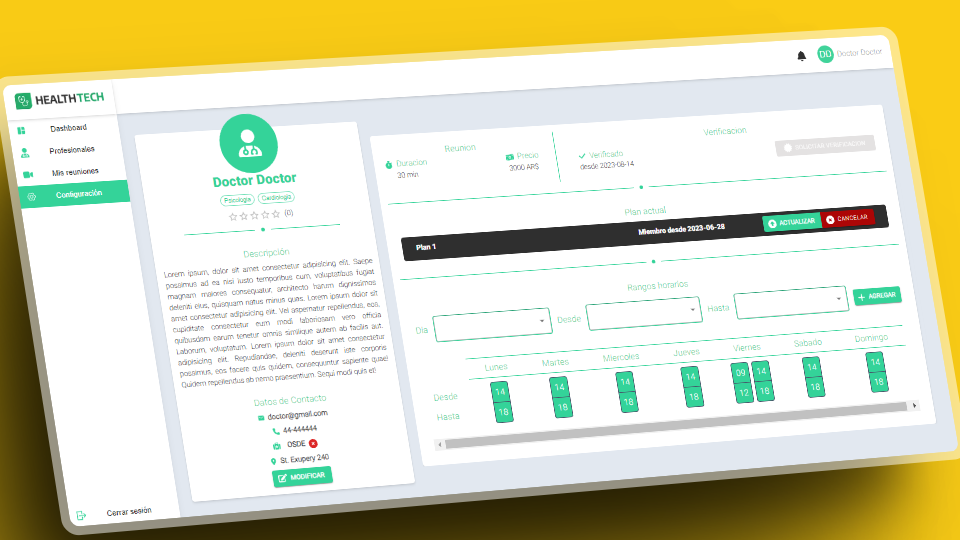 HEALTHTECH
DD Doctor Doctor
Dashboard
Profesionales
Mis reuniones
Configuración
Cerrar sesión
Doctor Doctor
Psicologia Cardiologia
(0)
Descripción
Lorem ipsum, dolor sit amet consectetur adipisicing elit. Saepe
possimus ad ea nisi iusto temporibus cum, voluptatibus fugiat
magnam maiores consequatur, architecto harum dignissimos
deleniti eius, quisquam natus minus quas. Lorem ipsum dolor sit
amet consectetur adipisicing elit. Vel aspernatur repellendus, eos,
cupiditate consectetur eum modi laboriosam vero officia
quibusdam earum tenetur omnis similique autem ab facilis aut.
Laborum, voluptatum. Lorem ipsum dolor sit amet consectetur
adipisicing elit. Repudiandae, deleniti deserunt iste corporis
possimus, eos facere quis quidem, consequuntur sapiente quae!
Quidem repellendus ab nemo praesentium. Sequi modi quis et!
Datos de Contacto
doctor@gmail.com
44-444444
OSDE
St. Exupery 240
MODIFICAR
Reunion
Duracion
30 min
Precio
3000 ARS
Verificacion
Verificado
desde 2023-08-14
SOLICITAR VERIFICACION
Plan actual
Plan 1 Miembro desde 2023-06-28 ACTUALIZAR CANCELAR
Rangos horarios
Dia Desde Hasta AGREGAR
Lunes Martes Miercoles Jueves Viernes Sabado Domingo
Desde 14 14 14 14 09 14 14 14
Hasta 18 18 18 18 12 18 18 18